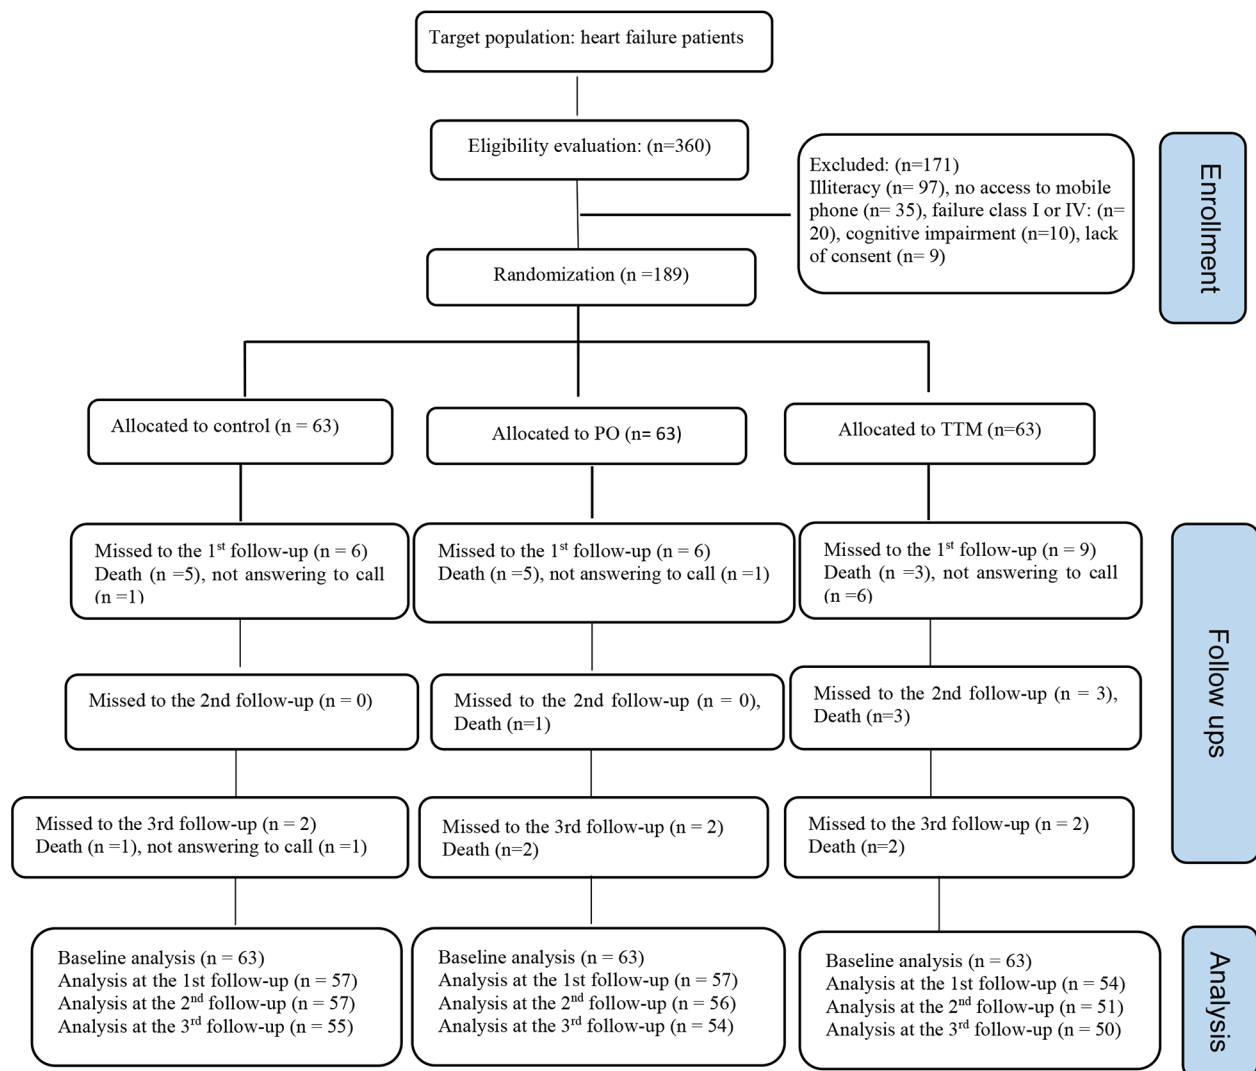 Target population: heart failure patients
Eligibility evaluation: (n=360)
Excluded: (n=171)
Illiteracy (n= 97), no access to mobile
phone (n= 35), failure class I or IV: (n=
20), cognitive impairment (n=10), lack
of consent (n= 9)
Enrollment
Randomization (n =189)
Allocated to control (n = 63)
Allocated to PO (n= 63)
Allocated to TTM (n=63)
Missed to the 1st follow-up (n = 6)
Death (n =5), not answering to call
(n =1)
Missed to the 1st follow-up (n = 6)
Death (n =5), not answering to call (n =1)
Missed to the 1st follow-up (n = 9)
Death (n =3), not answering to call
(n =6)
Follow ups
Missed to the 2nd follow-up (n = 0)
Missed to the 2nd follow-up (n = 0),
Death (n=1)
Missed to the 2nd follow-up (n = 3),
Death (n=3)
Missed to the 3rd follow-up (n = 2)
Death (n =1), not answering to call (n =1)
Missed to the 3rd follow-up (n = 2)
Death (n=2)
Missed to the 3rd follow-up (n = 2)
Death (n=2)
Baseline analysis (n = 63)
Analysis at the 1st follow-up (n = 57)
Analysis at the 2nd follow-up (n = 57)
Analysis at the 3rd follow-up (n = 55)
Baseline analysis (n = 63)
Analysis at the 1st follow-up (n = 57)
Analysis at the 2nd follow-up (n = 56)
Analysis at the 3rd follow-up (n = 54)
Baseline analysis (n = 63)
Analysis at the 1st follow-up (n = 54)
Analysis at the 2nd follow-up (n = 51)
Analysis at the 3rd follow-up (n = 50)
Analysis